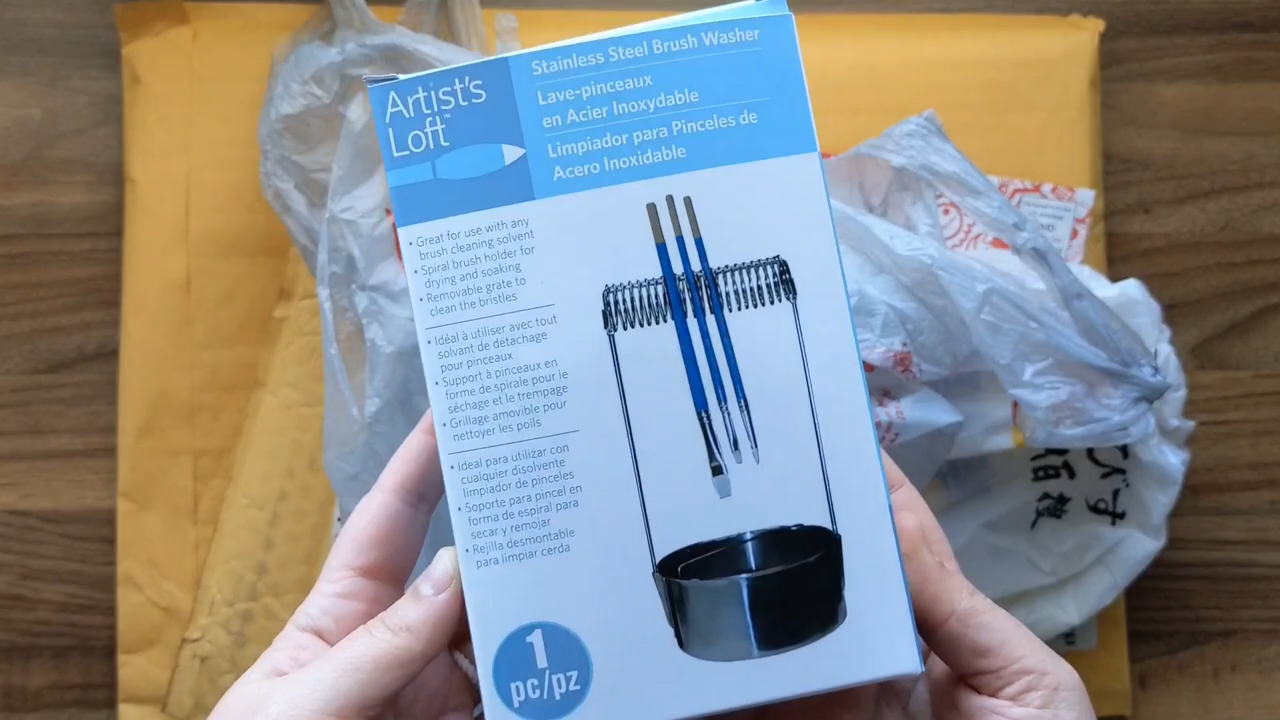 Artist's
Loft™
Stainless Steel Brush Washer
Lave-pinceaux
en Acier Inoxydable
Limpiador para Pinceles de
Acero Inoxidable
• Great for use with any
brush cleaning solvent
• Spiral brush holder for
drying and soaking
• Removable grate to
clean the bristles
• Idéal à utiliser avec tout
solvant de détachage
pour pinceaux
• Support à pinceaux en
forme de spirale pour le
séchage et le trempage
• Grillage amovible pour
nettoyer les poils
• Ideal para utilizar con
cualquier disolvente
limpiador de pinceles
• Soporte para pincel en
forma de espiral para
secar y remojar
• Rejilla desmontable
para limpiar cerda
1
pc/pz
びす